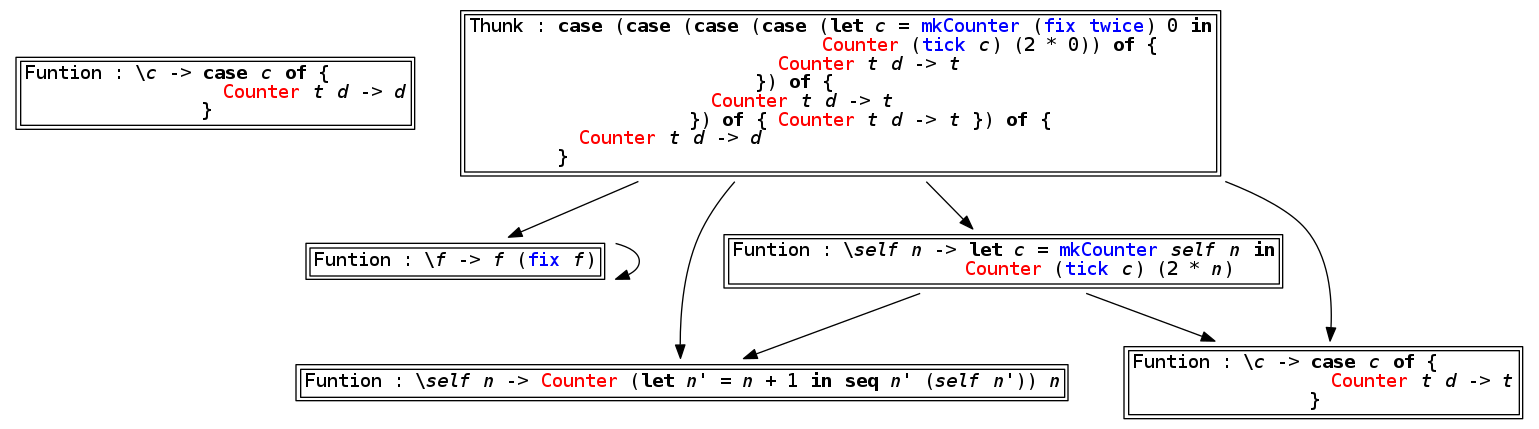 Funtion : \c -> case c of {
Counter t d -> d
}
Thunk : case (case (case (case (let c = mkCounter (fix twice) 0 in
Counter (tick c) (2 * 0)) of {
Counter t d -> t
}) of {
Counter t d -> t
}) of { Counter t d -> t }) of {
Counter t d -> d
}
Funtion : \f -> f (fix f)
Funtion : \self n -> let c = mkCounter self n in
Counter (tick c) (2 * n)
Funtion : \self n -> Counter (let n' = n + 1 in seq n' (self n')) n
Funtion : \c -> case c of {
Counter t d -> t
}